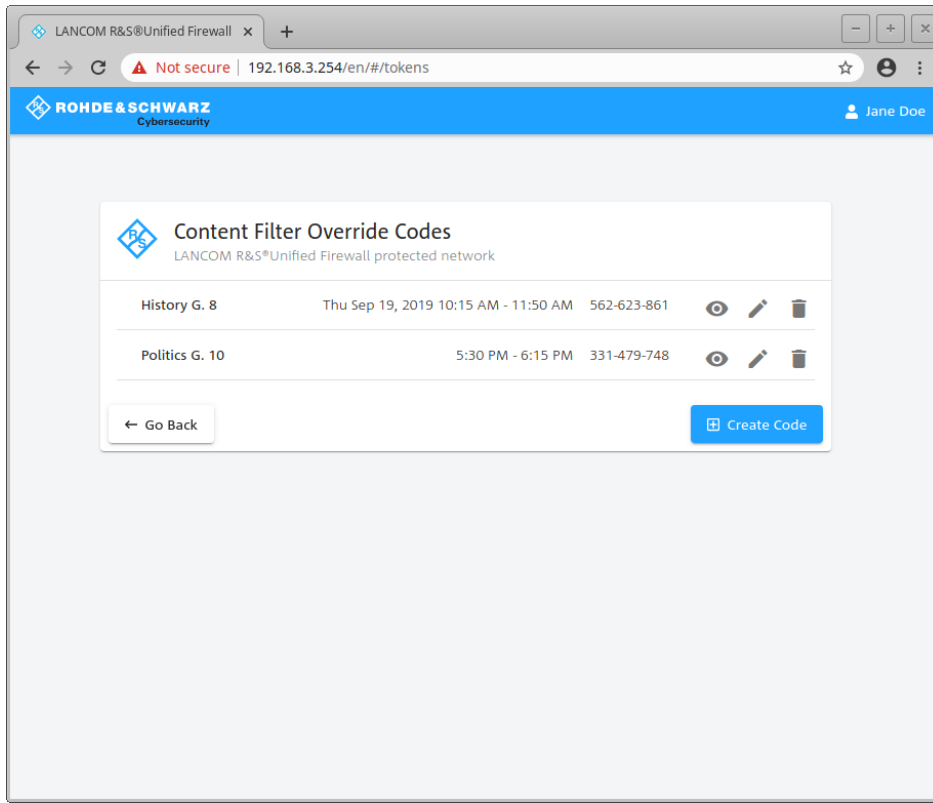 LANCOM R&S®Unified Firewall
Not secure | 192.168.3.254/en/#/tokens
ROHDE&SCHWARZ
Cybersecurity
Jane Doe
R S
Content Filter Override Codes
LANCOM R&S®Unified Firewall protected network
History G. 8 Thu Sep 19, 2019 10:15 AM - 11:50 AM 562-623-861
Politics G. 10 5:30 PM - 6:15 PM 331-479-748
← Go Back
Create Code